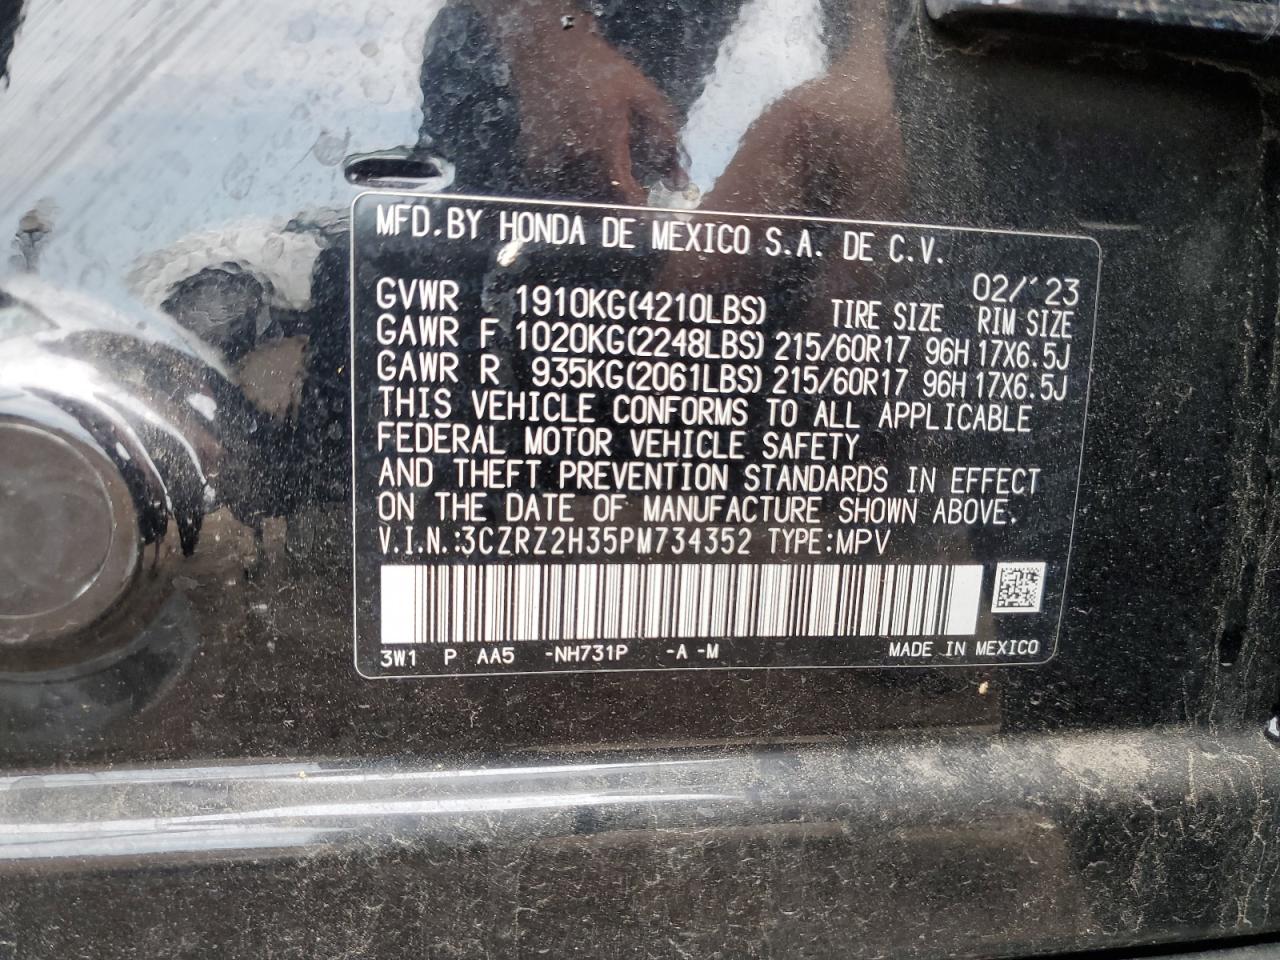 MFD.BY HONDA DE MEXICO S.A. DE C.V.
02/'23
GVWR 1910KG(4210LBS) TIRE SIZE RIM SIZE
GAWR F 1020KG(2248LBS) 215/60R17 96H 17X6.5J
GAWR R 935KG(2061LBS) 215/60R17 96H 17X6.5J
THIS VEHICLE CONFORMS TO ALL APPLICABLE
FEDERAL MOTOR VEHICLE SAFETY
AND THEFT PREVENTION STANDARDS IN EFFECT
ON THE DATE OF MANUFACTURE SHOWN ABOVE.
V.I.N.:3CZRZ2H35PM734352 TYPE:MPV
3W1 P AA5 -NH731P -A -M MADE IN MEXICO